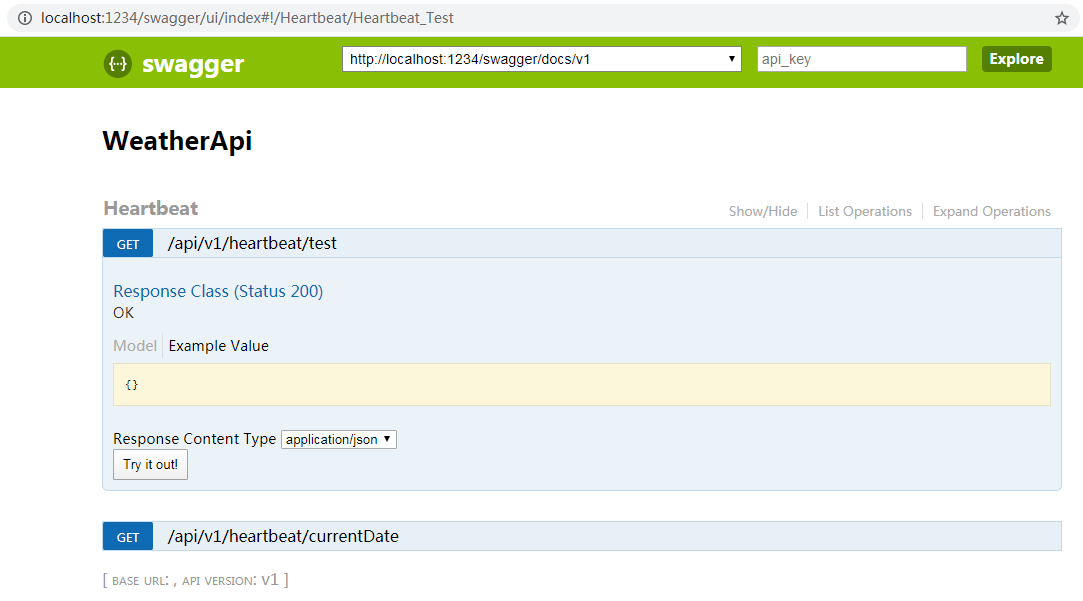 localhost:1234/swagger/ui/index#!/Heartbeat/Heartbeat_Test
{··} swagger http://localhost:1234/swagger/docs/v1 api_key Explore
WeatherApi
Heartbeat Show/Hide List Operations Expand Operations
GET /api/v1/heartbeat/test
Response Class (Status 200)
OK
Model Example Value
{}
Response Content Type application/json
Try it out!
GET /api/v1/heartbeat/currentDate
[ BASE URL: , API VERSION: v1 ]